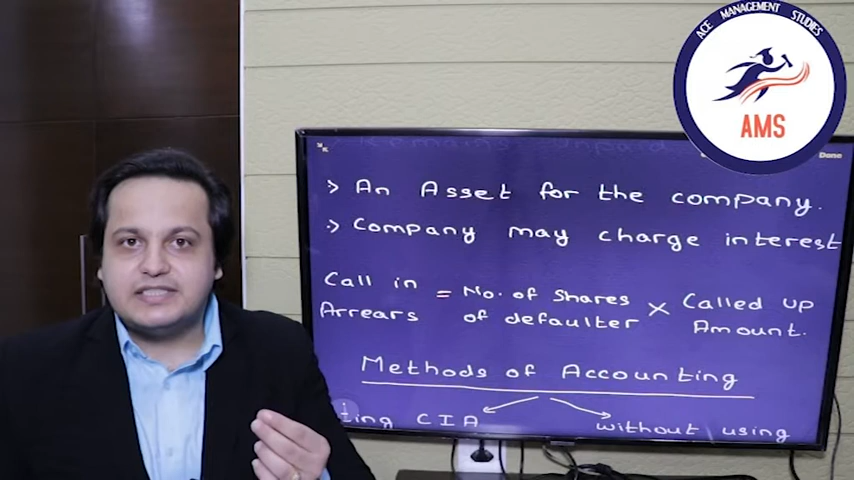 ACE MANAGEMENT STUDIES
AMS
Done
> An Asset for the company.
> Company may charge interest
Call in Arrears = No. of Shares of defaulter × Called up Amount.
Methods of Accounting
ting CIA without using